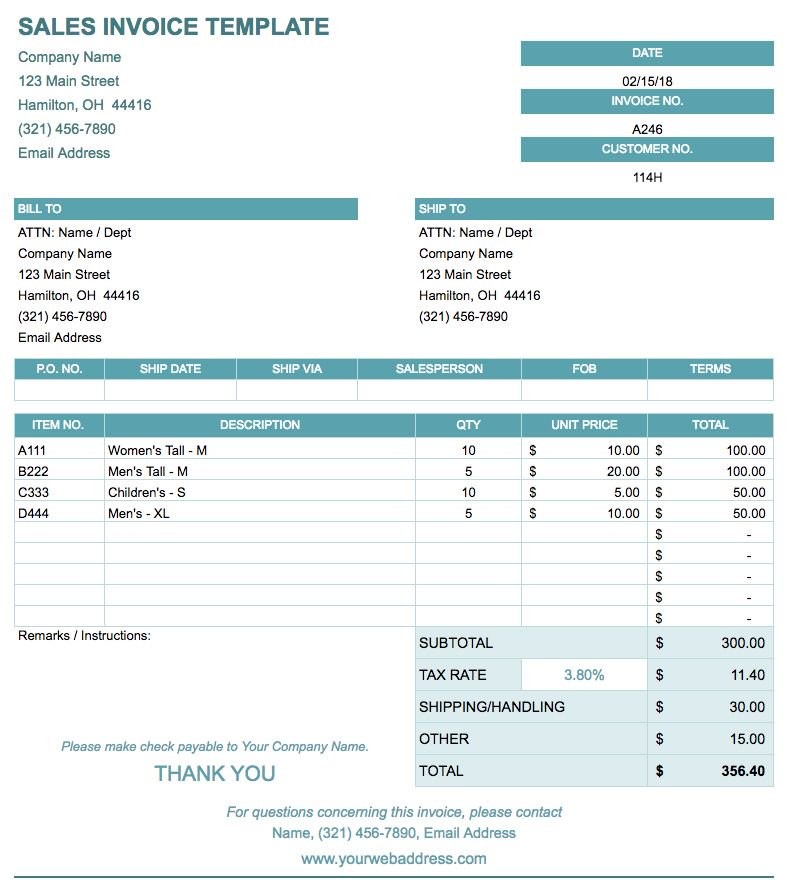 SALES INVOICE TEMPLATE
Company Name
123 Main Street
Hamilton, OH 44416
(321) 456-7890
Email Address
DATE
02/15/18
INVOICE NO.
A246
CUSTOMER NO.
114H
BILL TO
ATTN: Name / Dept
Company Name
123 Main Street
Hamilton, OH 44416
(321) 456-7890
Email Address
SHIP TO
ATTN: Name / Dept
Company Name
123 Main Street
Hamilton, OH 44416
(321) 456-7890
P.O. NO. SHIP DATE SHIP VIA SALESPERSON FOB TERMS
ITEM NO. DESCRIPTION QTY UNIT PRICE TOTAL
A111 Women's Tall - M 10 $ 10.00 $ 100.00
B222 Men's Tall - M 5 $ 20.00 $ 100.00
C333 Children's - S 10 $ 5.00 $ 50.00
D444 Men's - XL 5 $ 10.00 $ 50.00
$ -
$ -
$ -
$ -
$ -
Remarks / Instructions:
SUBTOTAL $ 300.00
TAX RATE 3.80% $ 11.40
SHIPPING/HANDLING $ 30.00
OTHER $ 15.00
TOTAL $ 356.40
Please make check payable to Your Company Name.
THANK YOU
For questions concerning this invoice, please contact
Name, (321) 456-7890, Email Address
www.yourwebaddress.com